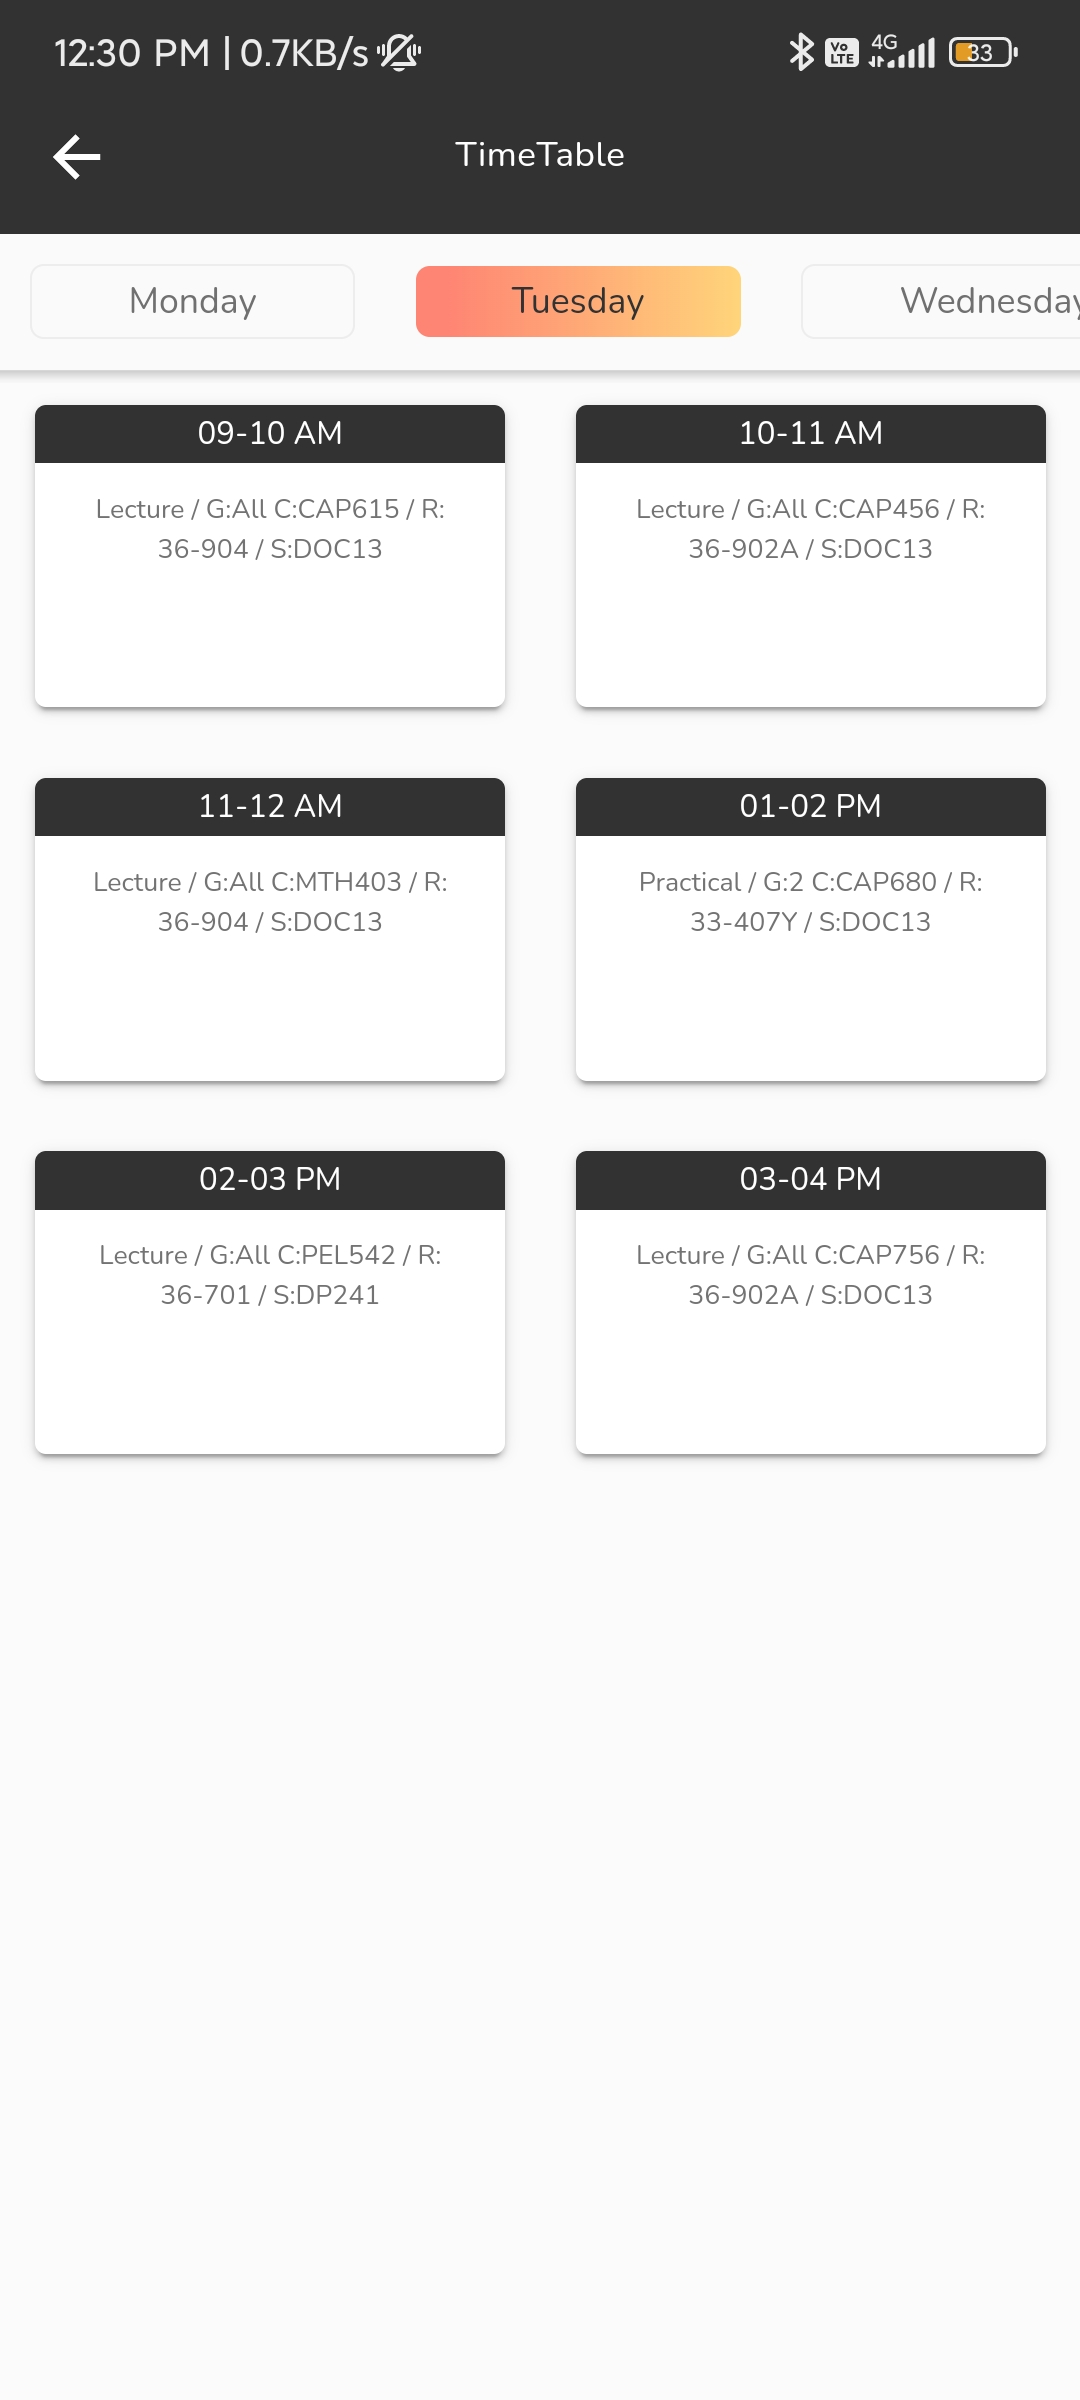 12:30 PM | 0.7KB/s
Vo LTE 4G 33
TimeTable
Monday
Tuesday
Wednesday
09-10 AM
Lecture / G:All C:CAP615 / R:
36-904 / S:DOC13
10-11 AM
Lecture / G:All C:CAP456 / R:
36-902A / S:DOC13
11-12 AM
Lecture / G:All C:MTH403 / R:
36-904 / S:DOC13
01-02 PM
Practical / G:2 C:CAP680 / R:
33-407Y / S:DOC13
02-03 PM
Lecture / G:All C:PEL542 / R:
36-701 / S:DP241
03-04 PM
Lecture / G:All C:CAP756 / R:
36-902A / S:DOC13